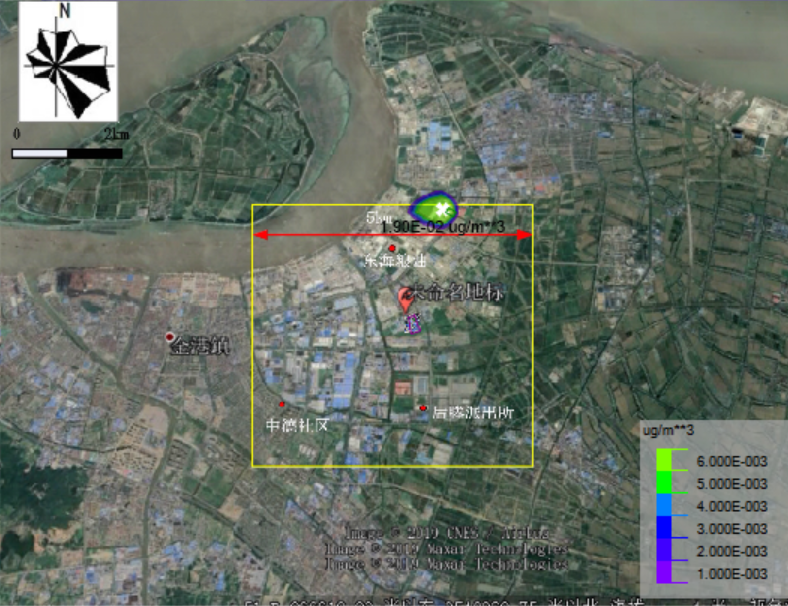 N
0 2km
5km
1.90E-02 ug/m**3
东海粮油
未命名地标
金港镇
中德社区
后塍派出所
ug/m**3
6.000E-003
5.000E-003
4.000E-003
3.000E-003
2.000E-003
1.000E-003
Image © 2019 CNES / Airbus
Image © 2019 Maxar Technologies
Image © 2019 Maxar Technologies